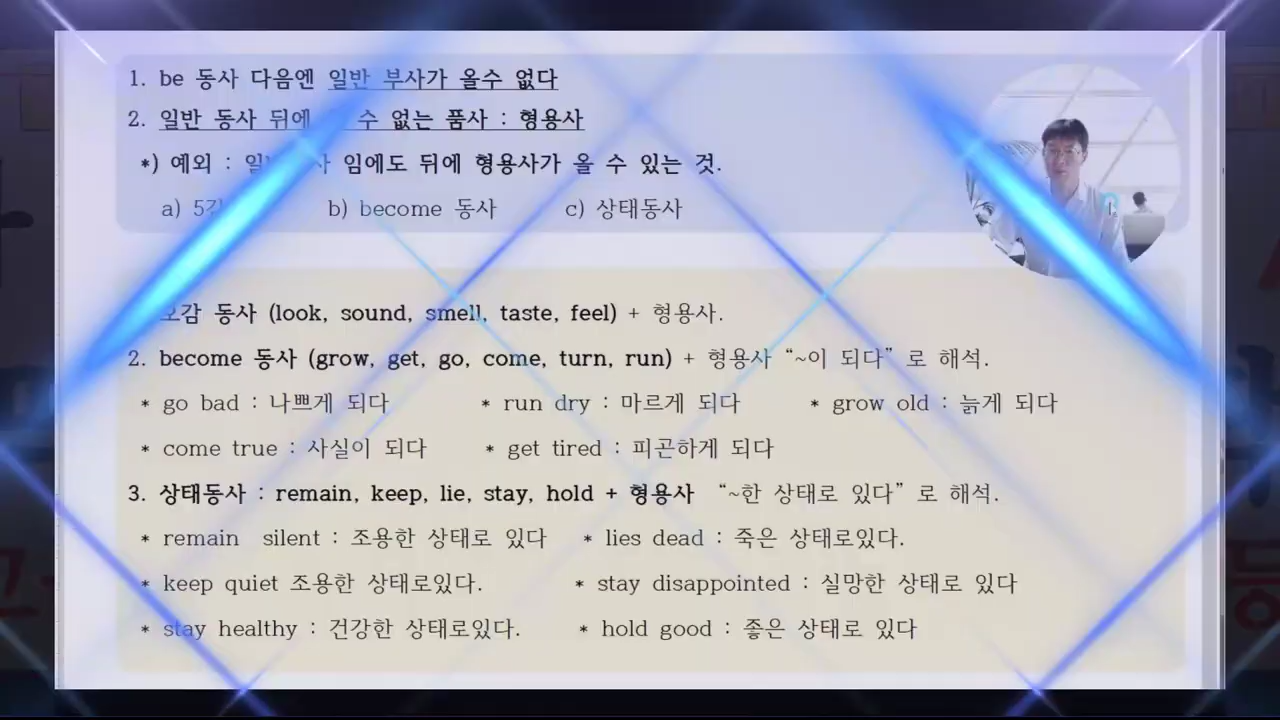 1. be 동사 다음엔 일반 부사가 올수 없다
2. 일반 동사 뒤에 수 없는 품사 : 형용사
*) 예외 : 임에도 뒤에 형용사가 올 수 있는 것.
a) b) become 동사 c) 상태동사
오감 동사 (look, sound, smell, taste, feel) + 형용사.
2. become 동사 (grow, get, go, come, turn, run) + 형용사 “~이 되다” 로 해석.
* go bad : 나쁘게 되다 * run dry : 마르게 되다 * grow old : 늙게 되다
* come true : 사실이 되다 * get tired : 피곤하게 되다
3. 상태동사 : remain, keep, lie, stay, hold + 형용사 “~한 상태로 있다” 로 해석.
* remain silent : 조용한 상태로 있다 * lies dead : 죽은 상태로있다.
* keep quiet 조용한 상태로있다. * stay disappointed : 실망한 상태로 있다
* stay healthy : 건강한 상태로있다. * hold good : 좋은 상태로 있다